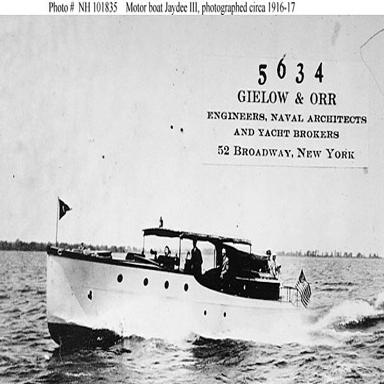 Photo # NH 101835 Motor boat Jaydee III, photographed circa 1916-17
5634
GIELOW & ORR
ENGINEERS, NAVAL ARCHITECTS
AND YACHT BROKERS
52 BROADWAY, NEW YORK